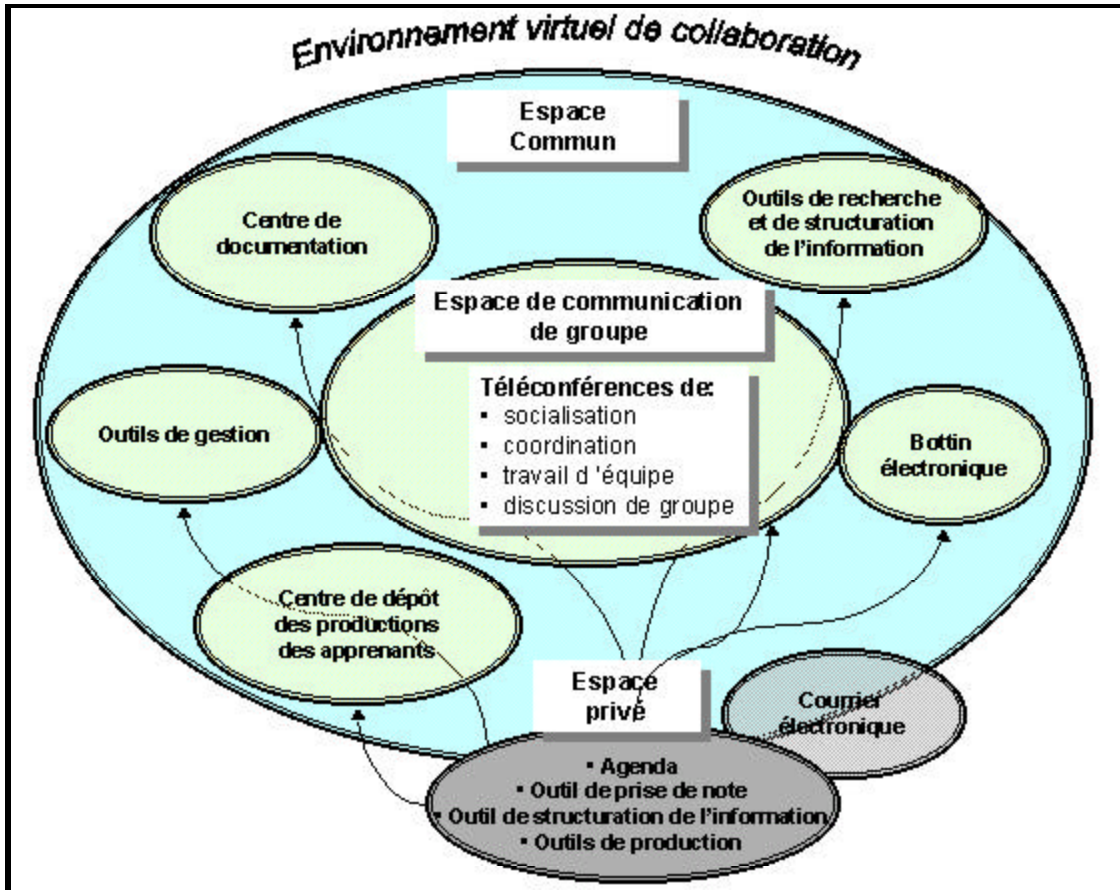 Environnement virtuel de collaboration
Espace
Commun
Centre de
documentation
Outils de recherche
et de structuration
de l'information
Espace de communication
de groupe
Téléconférences de:
▪ socialisation
▪ coordination
▪ travail d 'équipe
▪ discussion de groupe
Outils de gestion
Bottin
électronique
Centre de dépôt
des productions
des apprenants
Espace
privé
Courrier
électronique
▪ Agenda
▪ Outil de prise de note
▪ Outil de structuration de l'information
▪ Outils de production